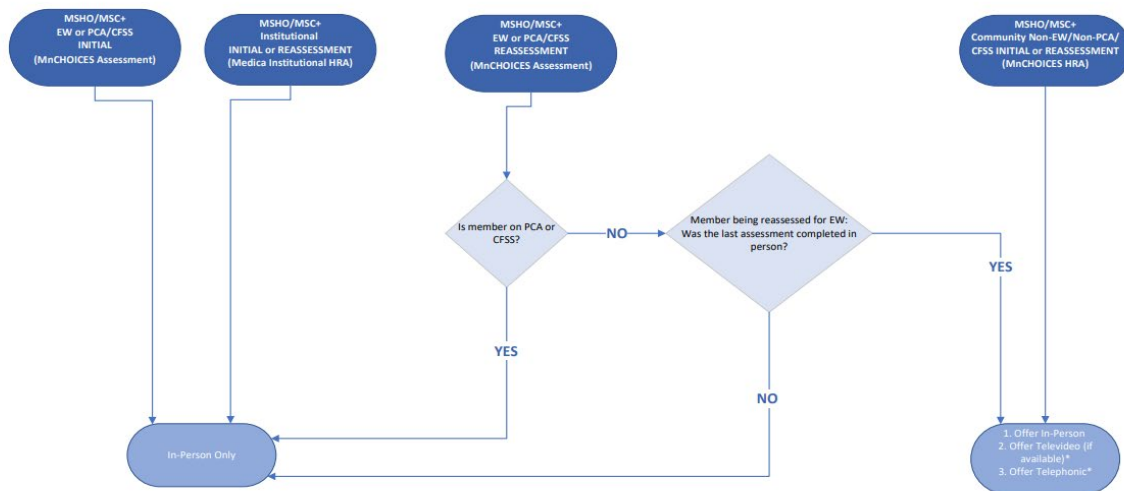 MSHO/MSC+
EW or PCA/CFSS
INITIAL
(MnCHOICES Assessment)
MSHO/MSC+
Institutional
INITIAL or REASSESSMENT
(Medica Institutional HRA)
MSHO/MSC+
EW or PCA/CFSS
REASSESSMENT
(MnCHOICES Assessment)
MSHO/MSC+
Community Non-EW/Non-PCA/
CFSS INITIAL or REASSESSMENT
(MnCHOICES HRA)
Is member on PCA or
CFSS?
NO
Member being reassessed for EW:
Was the last assessment completed in
person?
YES
YES
NO
In-Person Only
1. Offer In-Person
2. Offer Televideo (if
available)*
3. Offer Telephonic*